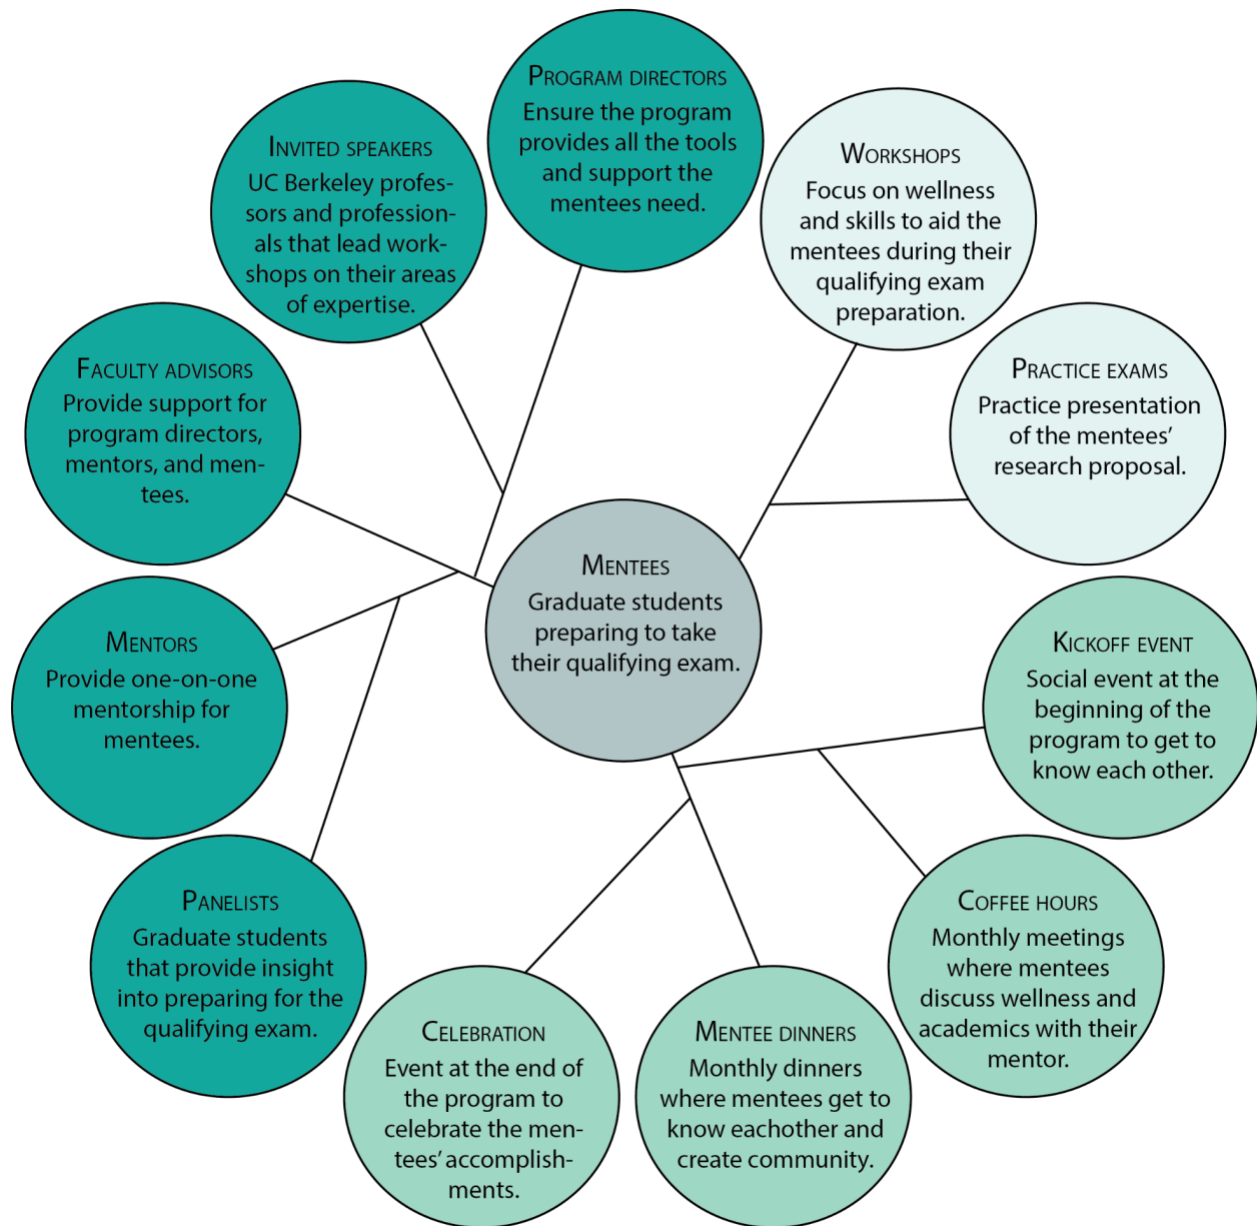 PROGRAM DIRECTORS
Ensure the program
provides all the tools
and support the
mentees need.
INVITED SPEAKERS
UC Berkeley profes-
sors and profession-
als that lead work-
shops on their areas
of expertise.
WORKSHOPS
Focus on wellness
and skills to aid the
mentees during their
qualifying exam
preparation.
FACULTY ADVISORS
Provide support for
program directors,
mentors, and men-
tees.
PRACTICE EXAMS
Practice presentation
of the mentees’
research proposal.
MENTEES
Graduate students
preparing to take
their qualifying exam.
MENTORS
Provide one-on-one
mentorship for
mentees.
KICKOFF EVENT
Social event at the
beginning of the
program to get to
know each other.
PANELISTS
Graduate students
that provide insight
into preparing for the
qualifying exam.
COFFEE HOURS
Monthly meetings
where mentees
discuss wellness and
academics with their
mentor.
CELEBRATION
Event at the end of
the program to
celebrate the men-
tees’ accomplish-
ments.
MENTEE DINNERS
Monthly dinners
where mentees get to
know eachother and
create community.